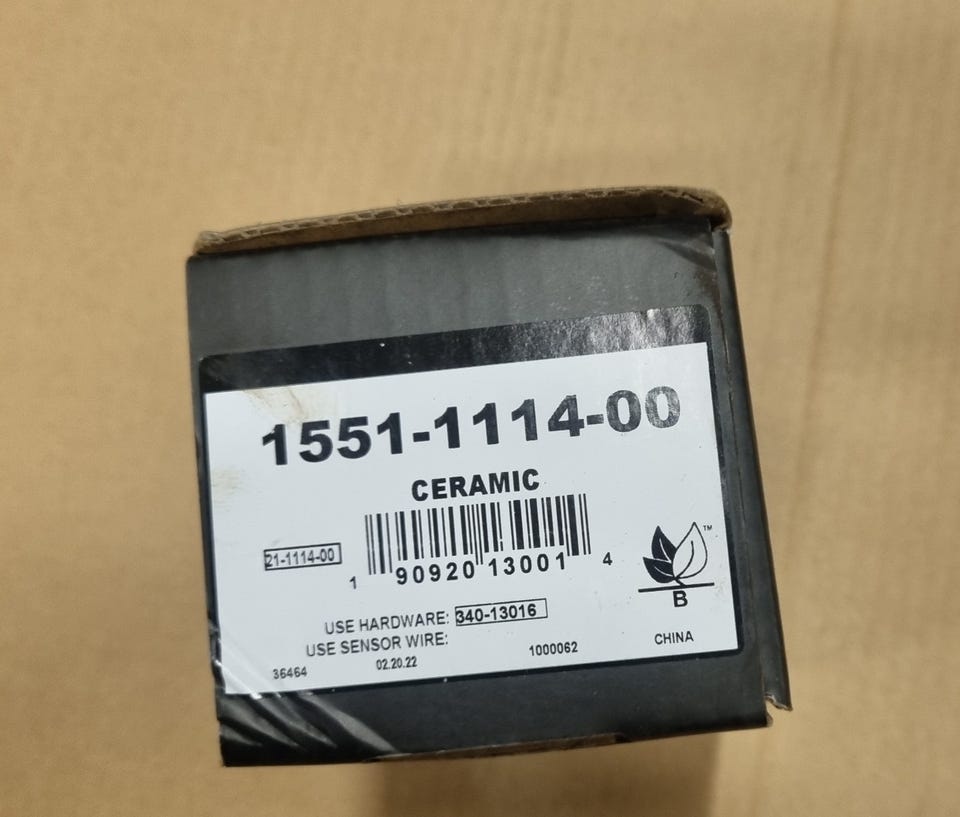 1551-1114-00
CERAMIC
21-1114-00
1 90920 13001 4
TM
B
USE HARDWARE: 340-13016
USE SENSOR WIRE:
36464 02.20.22 1000062 CHINA